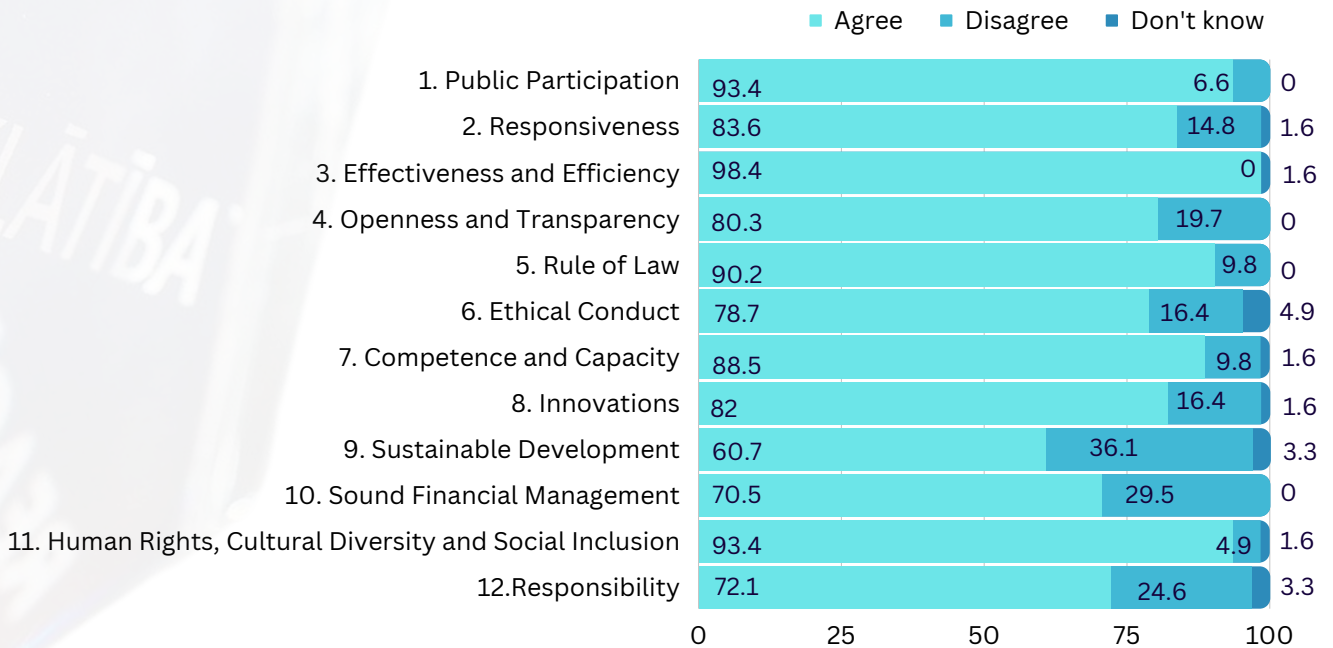 Agree Disagree Don't know
1. Public Participation 93.4 6.6 0
2. Responsiveness 83.6 14.8 1.6
3. Effectiveness and Efficiency 98.4 0 1.6
4. Openness and Transparency 80.3 19.7 0
5. Rule of Law 90.2 9.8 0
6. Ethical Conduct 78.7 16.4 4.9
7. Competence and Capacity 88.5 9.8 1.6
8. Innovations 82 16.4 1.6
9. Sustainable Development 60.7 36.1 3.3
10. Sound Financial Management 70.5 29.5 0
11. Human Rights, Cultural Diversity and Social Inclusion 93.4 4.9 1.6
12.Responsibility 72.1 24.6 3.3
0 25 50 75 100